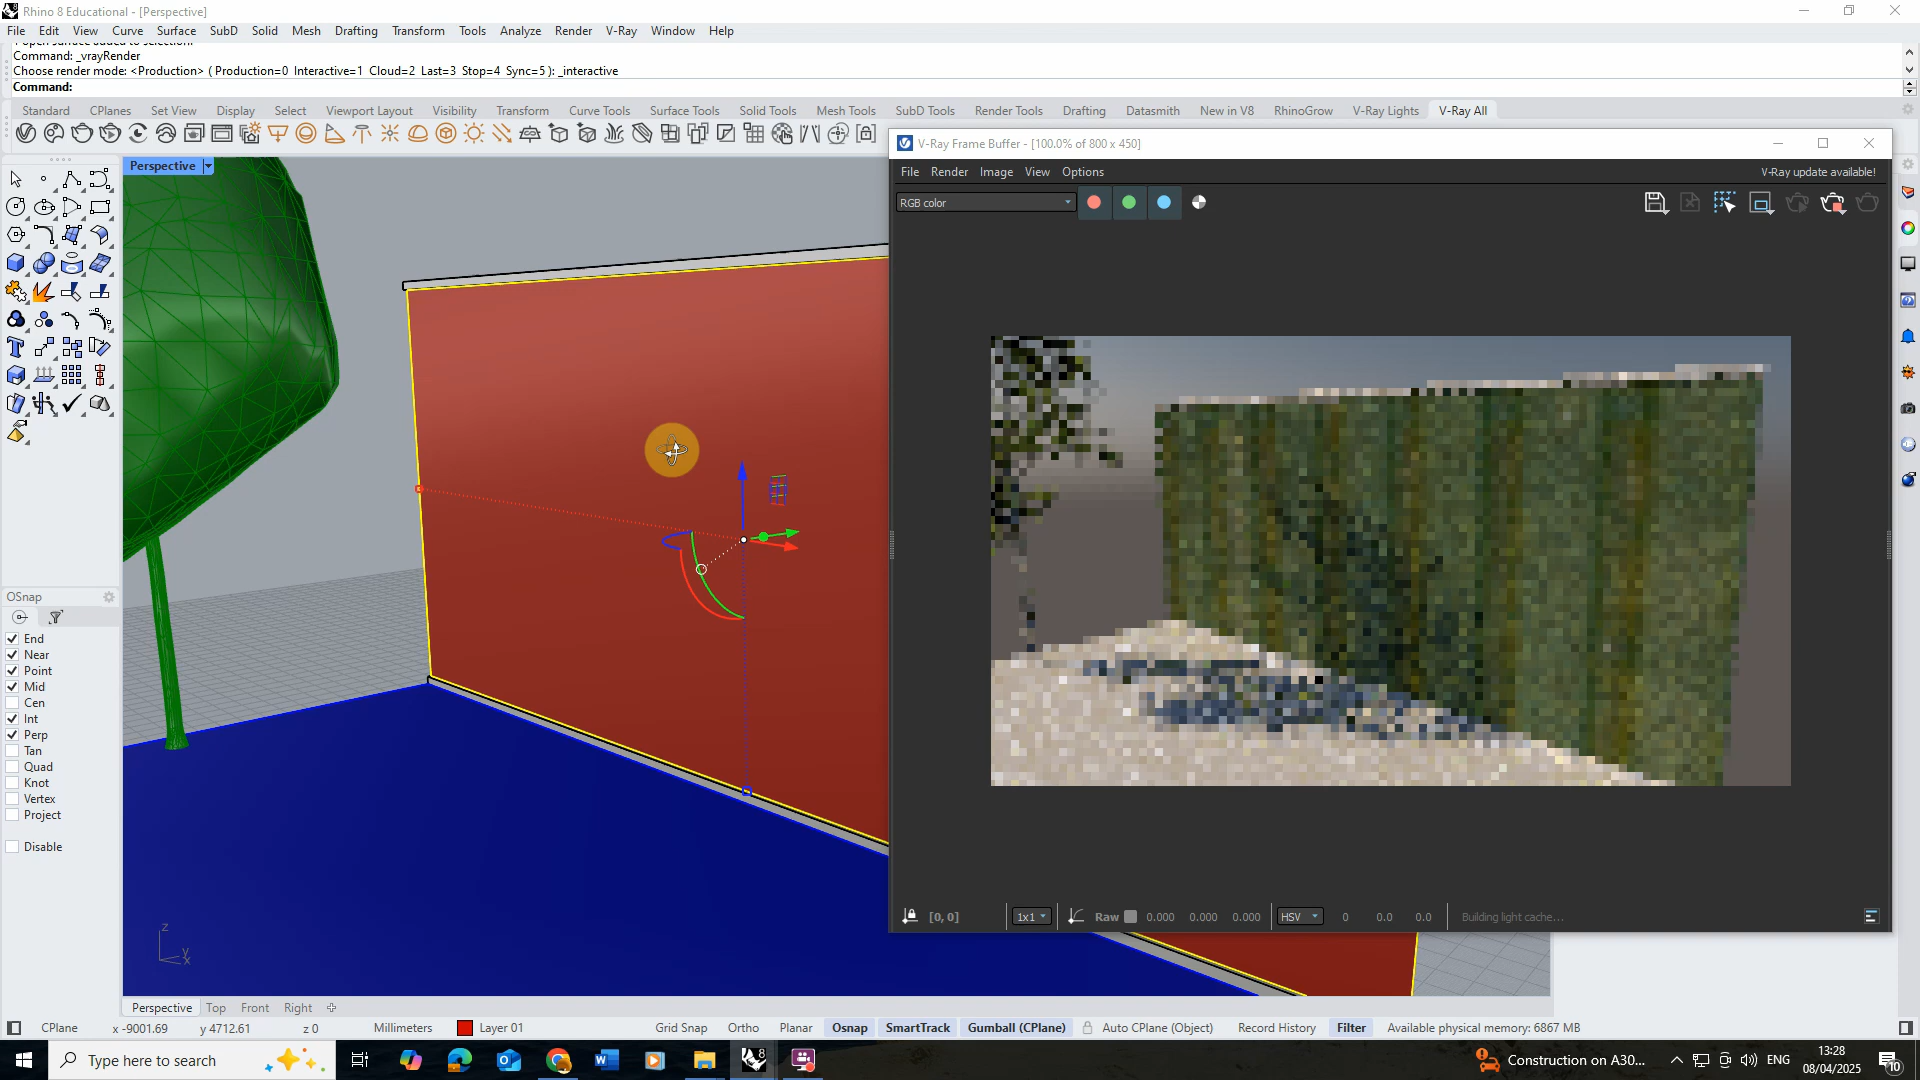 Rhino 8 Educational - [Perspective]
File Edit View Curve Surface SubD Solid Mesh Drafting Transform Tools Analyze Render V-Ray Window Help
Command: _vrayRender
Choose render mode: <Production> ( Production=0 Interactive=1 Cloud=2 Last=3 Stop=4 Sync=5 ): _interactive
Command:
Standard CPlanes Set View Display Select Viewport Layout Visibility Transform Curve Tools Surface Tools Solid Tools Mesh Tools SubD Tools Render Tools Drafting Datasmith New in V8 RhinoGrow V-Ray Lights V-Ray All
V-Ray Frame Buffer - [100.0% of 800 x 450]
Perspective
File Render Image View Options
V-Ray update available!
RGB color
OSnap
End
Near
Point
Mid
Cen
Int
Perp
Tan
Quad
Knot
Vertex
Project
Disable
[0, 0]
1x1
Raw
0.000 0.000 0.000
HSV
0 0.0 0.0
Building light cache...
z
y
x
Perspective Top Front Right
CPlane x -9001.69 y 4712.61 z 0 Millimeters Layer 01 Grid Snap Ortho Planar Osnap SmartTrack Gumball (CPlane) Auto CPlane (Object) Record History Filter Available physical memory: 6867 MB
Type here to search
8
Construction on A30...
ENG
13:28
08/04/2025
10